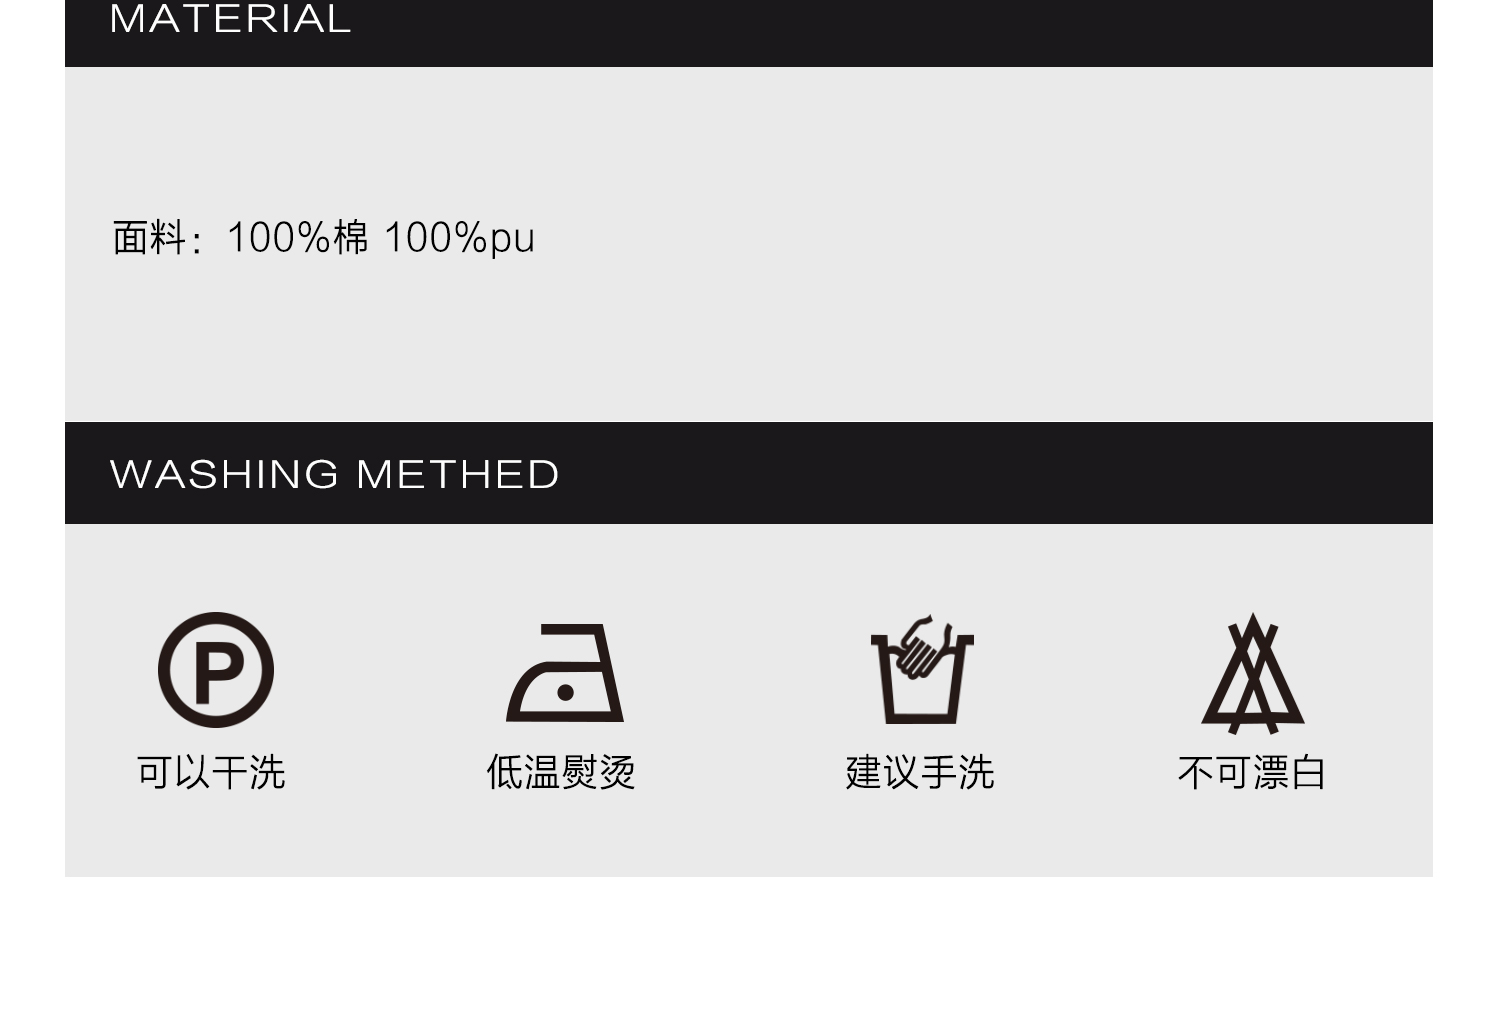 MATERIAL
面料：100%棉 100%pu
WASHING METHED
P
可以干洗
低温熨烫
建议手洗
不可漂白